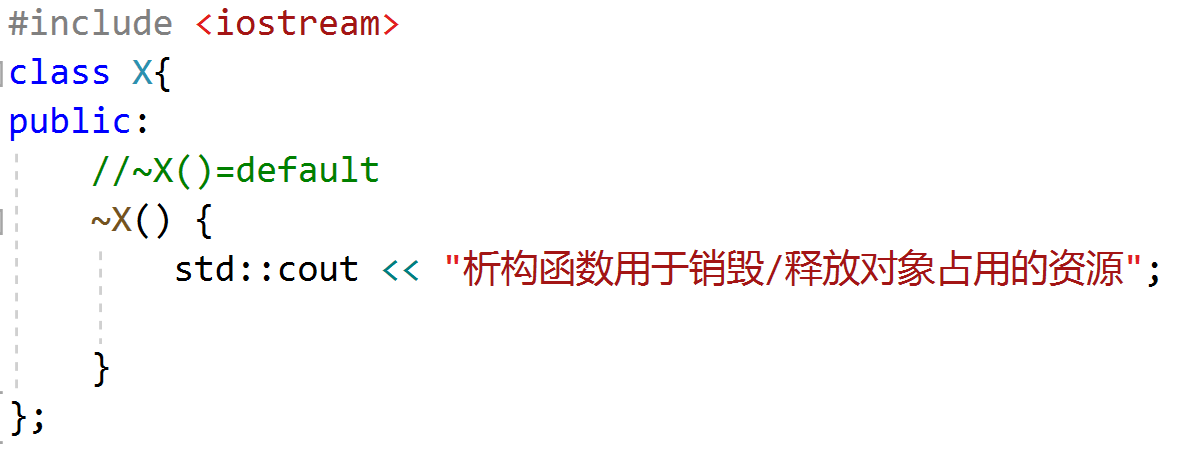 #include <iostream>
class X{
public:
    //~X()=default
    ~X() {
        std::cout << "析构函数用于销毁/释放对象占用的资源";
    }
};